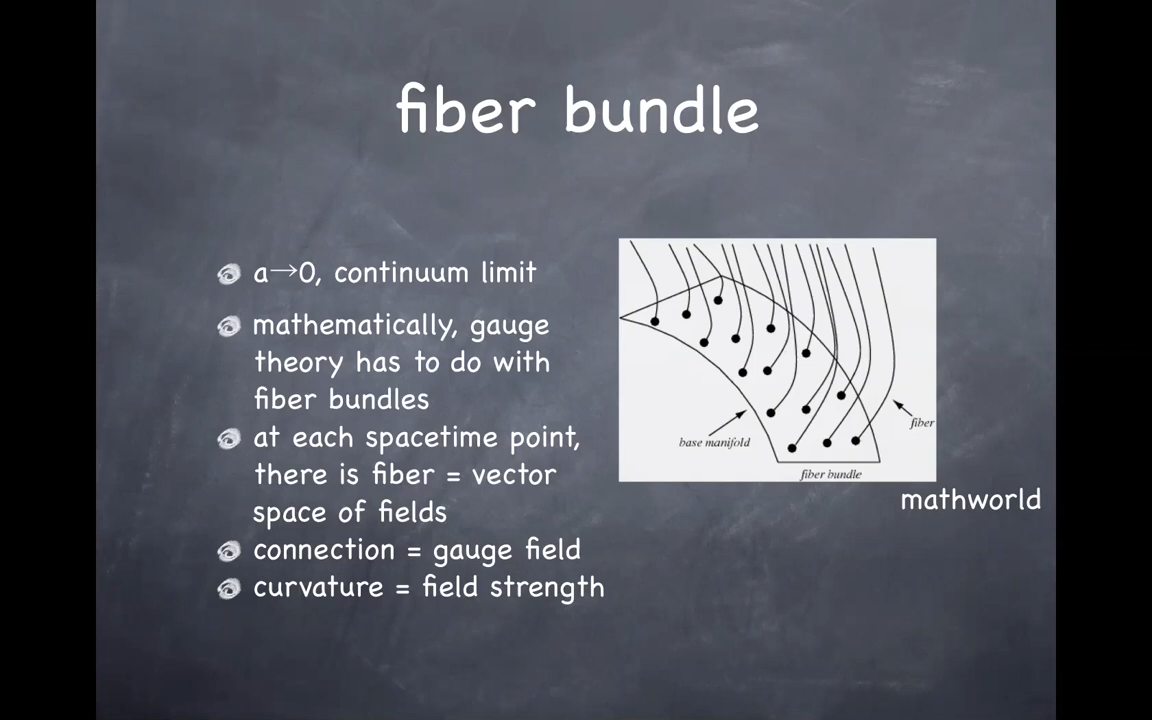 fiber bundle
a→0, continuum limit
mathematically, gauge
theory has to do with
fiber bundles
at each spacetime point,
there is fiber = vector
space of fields
connection = gauge field
curvature = field strength
fiber
base manifold
fiber bundle
mathworld